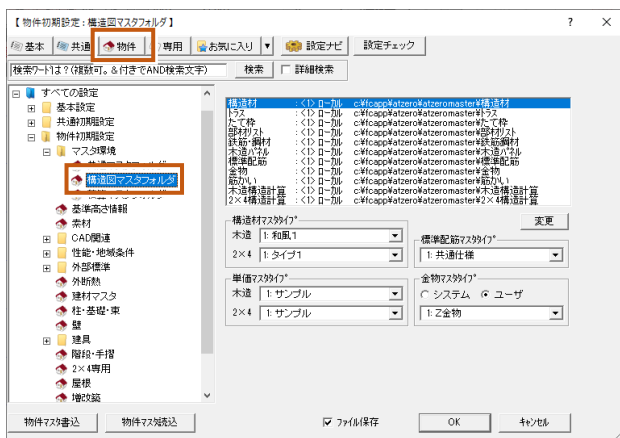 【 物件初期設定 : 構造図マスタフォルダ 】
? ×
基本 共通 物件 専用 お気に入り ▼ 設定ナビ 設定チェック
検索ワードは？(複数可。& 付きでAND検索文字) 検索 詳細検索
すべての設定
基本設定
共通初期設定
物件初期設定
マスタ環境
構造図マスタフォルダ
基準高さ情報
素材
CAD関連
性能・地域条件
外部標準
外断熱
建材マスタ
柱・基礎・束
壁
建具
階段・手摺
2×4専用
屋根
増改築
構造材 : <1> ローカル c:¥fcapp¥atzero¥atzeromaster¥構造材
トラス : <1> ローカル c:¥fcapp¥atzero¥atzeromaster¥トラス
たて枠 : <1> ローカル c:¥fcapp¥atzero¥atzeromaster¥たて枠
部材リスト : <1> ローカル c:¥fcapp¥atzero¥atzeromaster¥部材リスト
鉄筋・鋼材 : <1> ローカル c:¥fcapp¥atzero¥atzeromaster¥鉄筋鋼材
木造パネル : <1> ローカル c:¥fcapp¥atzero¥atzeromaster¥木造パネル
標準配筋 : <1> ローカル c:¥fcapp¥atzero¥atzeromaster¥標準配筋
金物 : <1> ローカル c:¥fcapp¥atzero¥atzeromaster¥金物
筋かい : <1> ローカル c:¥fcapp¥atzero¥atzeromaster¥筋かい
木造構造計算 : <1> ローカル c:¥fcapp¥atzero¥atzeromaster¥木造構造計算
2×4構造計算 : <1> ローカル c:¥fcapp¥atzero¥atzeromaster¥2×4構造計算
変更
構造材マスタタイプ
木造 1: 和風1
2×4 1: タイプ1
標準配筋マスタタイプ
1: 共通仕様
単価マスタタイプ
木造 1: サンプル
2×4 1: サンプル
金物マスタタイプ
システム ユーザ
1: Z金物
物件マスタ書込 物件マスタ読込 ファイル保存 OK キャンセル